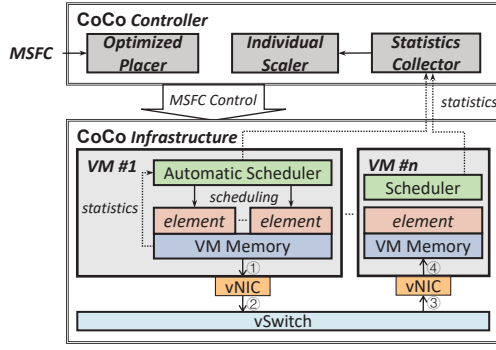 CoCo Controller
MSFC
Optimized
Placer
Individual
Scaler
Statistics
Collector
MSFC Control
statistics
CoCo Infrastructure
VM #1
Automatic Scheduler
scheduling
statistics
element
...
element
VM Memory
①
vNIC
②
...
VM #n
Scheduler
element
VM Memory
④
vNIC
③
vSwitch